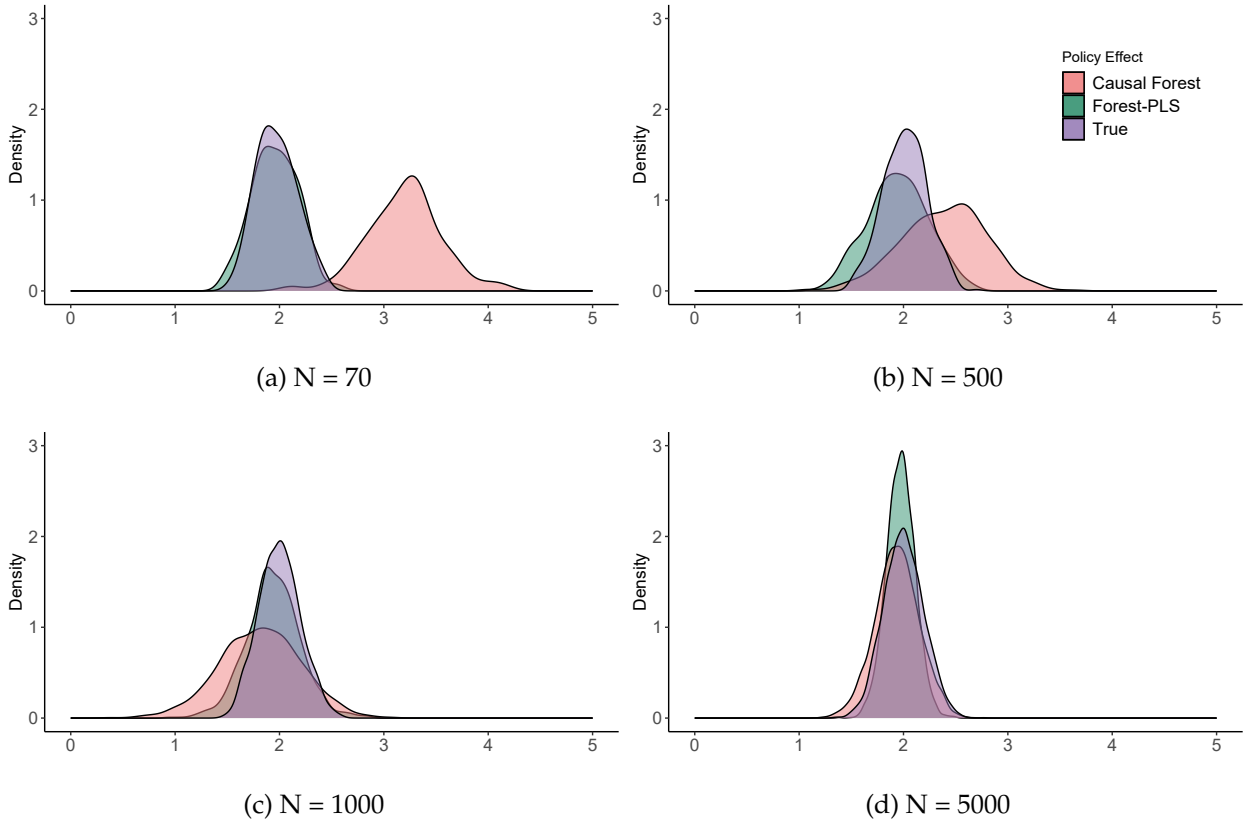 3
2
1
0
Density
0 1 2 3 4 5
(a) N = 70
3
2
1
0
Density
Policy Effect
Causal Forest
Forest-PLS
True
0 1 2 3 4 5
(b) N = 500
3
2
1
0
Density
0 1 2 3 4 5
(c) N = 1000
3
2
1
0
Density
0 1 2 3 4 5
(d) N = 5000